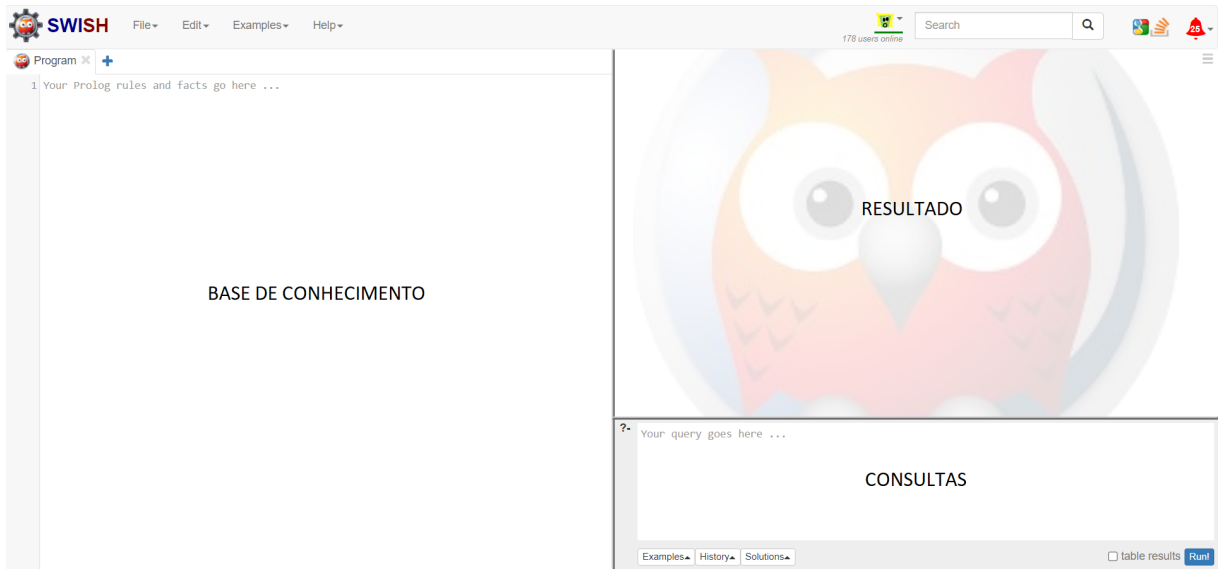 SWISH File Edit Examples Help 178 users online Search 25
Program
1 Your Prolog rules and facts go here ...
BASE DE CONHECIMENTO
RESULTADO
?- Your query goes here ...
CONSULTAS
Examples History Solutions table results Run!